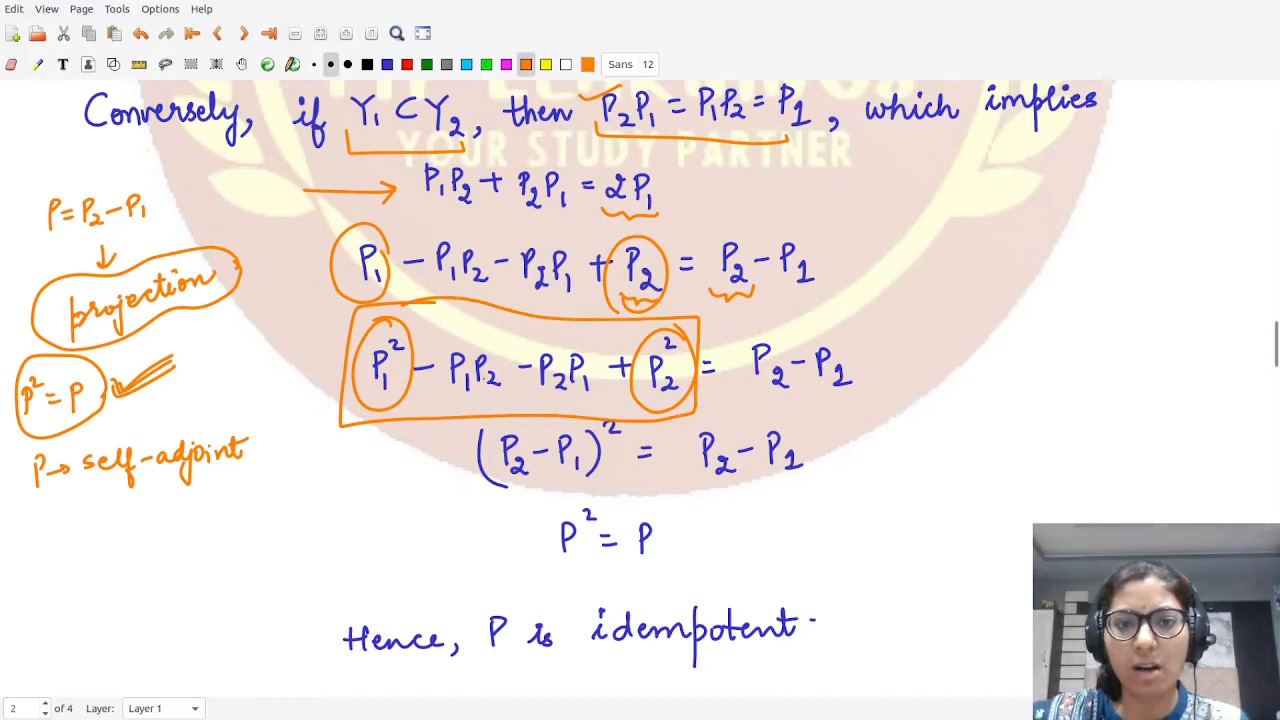 Edit View Page Tools Options Help
Sans 12
Conversely, if Y₁ ⊂ Y₂, then P₂P₁ = P₁P₂ = P₁, which implies
YOUR STUDY PARTNER
P₁P₂ + P₂P₁ = 2P₁
P = P₂ - P₁
P₁ - P₁P₂ - P₂P₁ + P₂ = P₂ - P₁
projection
P₁² - P₁P₂ - P₂P₁ + P₂² = P₂ - P₁
P² = P
(P₂ - P₁)² = P₂ - P₁
P → self-adjoint
P² = P
Hence, P is idempotent.
2 of 4 Layer: Layer 1